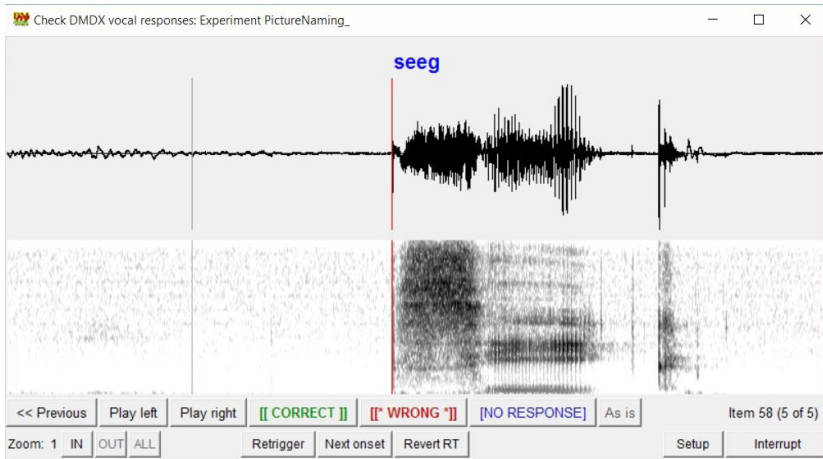 Check DMDX vocal responses: Experiment PictureNaming_
seeg
<< Previous Play left Play right [[ CORRECT ]] [[* WRONG *]] [NO RESPONSE] As is Item 58 (5 of 5)
Zoom: 1 IN OUT ALL Retrigger Next onset Revert RT Setup Interrupt